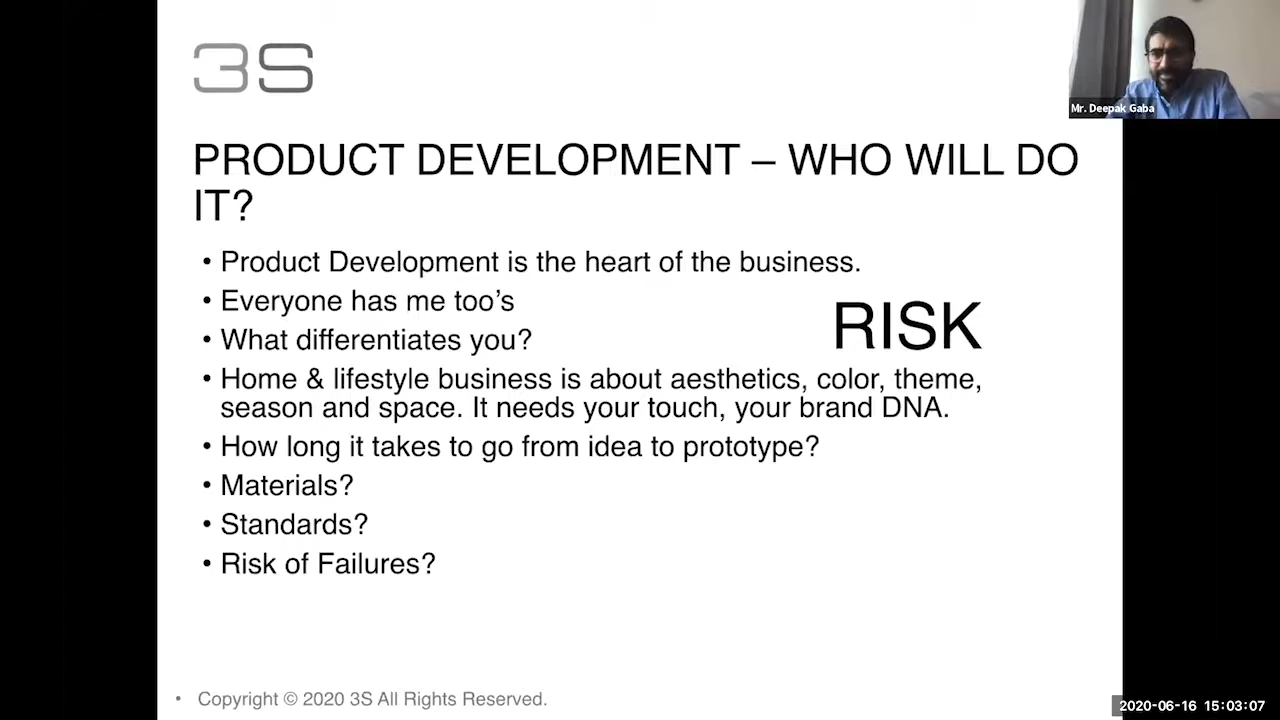 3S
Mr. Deepak Gaba
PRODUCT DEVELOPMENT – WHO WILL DO
IT?
• Product Development is the heart of the business.
• Everyone has me too’s
RISK
• What differentiates you?
• Home & lifestyle business is about aesthetics, color, theme,
season and space. It needs your touch, your brand DNA.
• How long it takes to go from idea to prototype?
• Materials?
• Standards?
• Risk of Failures?
• Copyright © 2020 3S All Rights Reserved.
2020-06-16 15:03:07